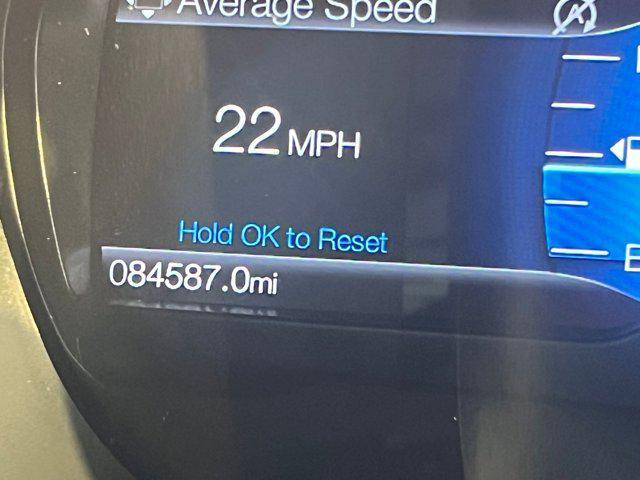 Average Speed
22 MPH
Hold OK to Reset
084587.0mi
E